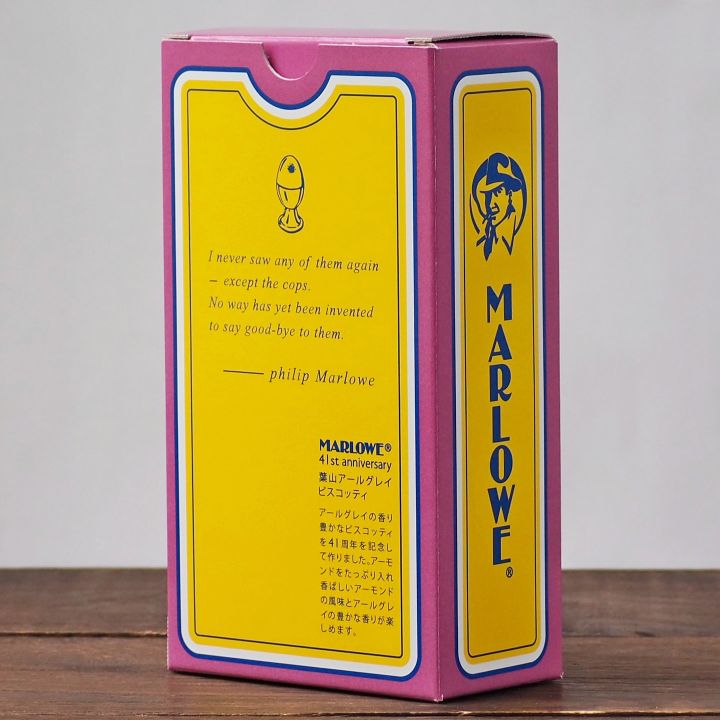 I never saw any of them again
— except the cops.
No way has yet been invented
to say good-bye to them.
—— philip Marlowe
MARLOWE®
41st anniversary
葉山アールグレイ
ビスコッティ
アールグレイの香り
豊かなビスコッティ
を41周年を記念し
て作りました。アーモ
ンドをたっぷり入れ
香ばしいアーモンド
の風味とアールグレ
イの豊かな香りが楽
しめます。
MARLOWE®